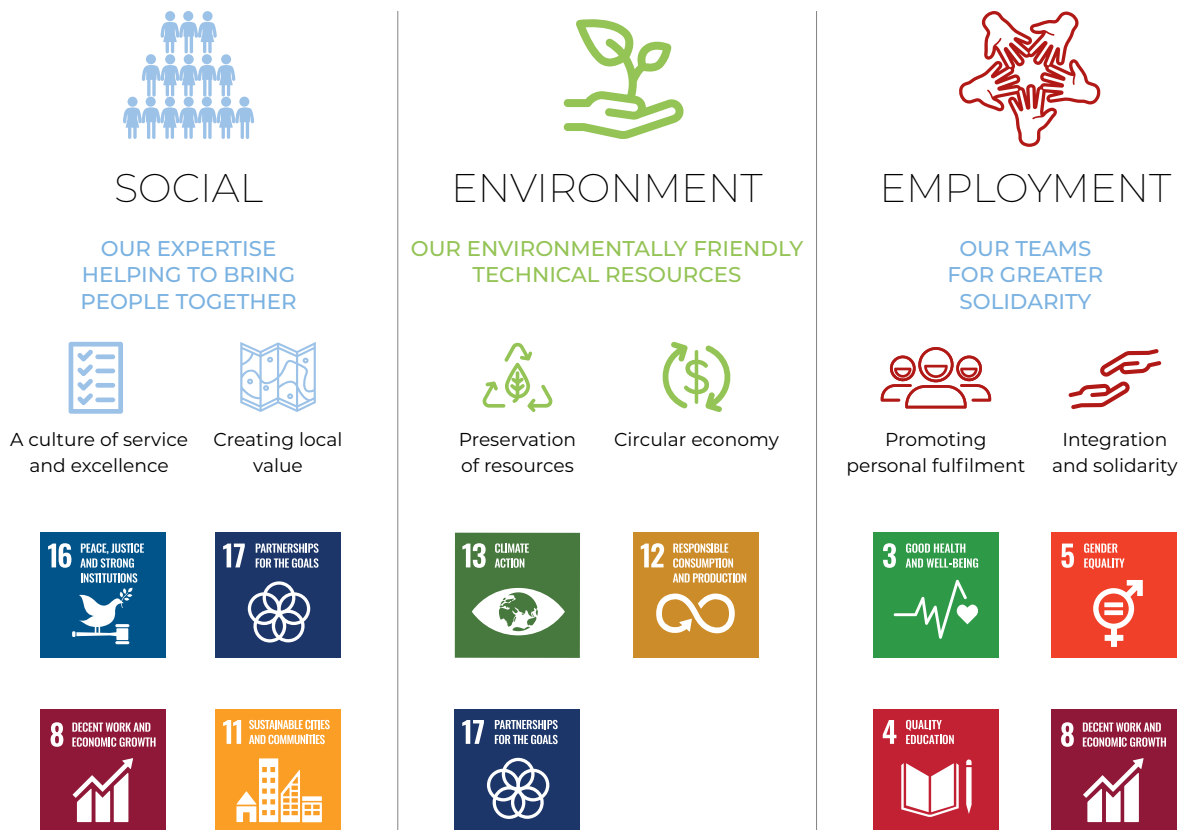 SOCIAL
OUR EXPERTISE
HELPING TO BRING
PEOPLE TOGETHER
A culture of service
and excellence
Creating local
value
16 PEACE, JUSTICE
AND STRONG
INSTITUTIONS
17 PARTNERSHIPS
FOR THE GOALS
8 DECENT WORK AND
ECONOMIC GROWTH
11 SUSTAINABLE CITIES
AND COMMUNITIES
ENVIRONMENT
OUR ENVIRONMENTALLY FRIENDLY
TECHNICAL RESOURCES
$
Preservation
of resources
Circular economy
13 CLIMATE
ACTION
12 RESPONSIBLE
CONSUMPTION
AND PRODUCTION
17 PARTNERSHIPS
FOR THE GOALS
EMPLOYMENT
OUR TEAMS
FOR GREATER
SOLIDARITY
Promoting
personal fulfilment
Integration
and solidarity
3 GOOD HEALTH
AND WELL-BEING
5 GENDER
EQUALITY
4 QUALITY
EDUCATION
8 DECENT WORK AND
ECONOMIC GROWTH